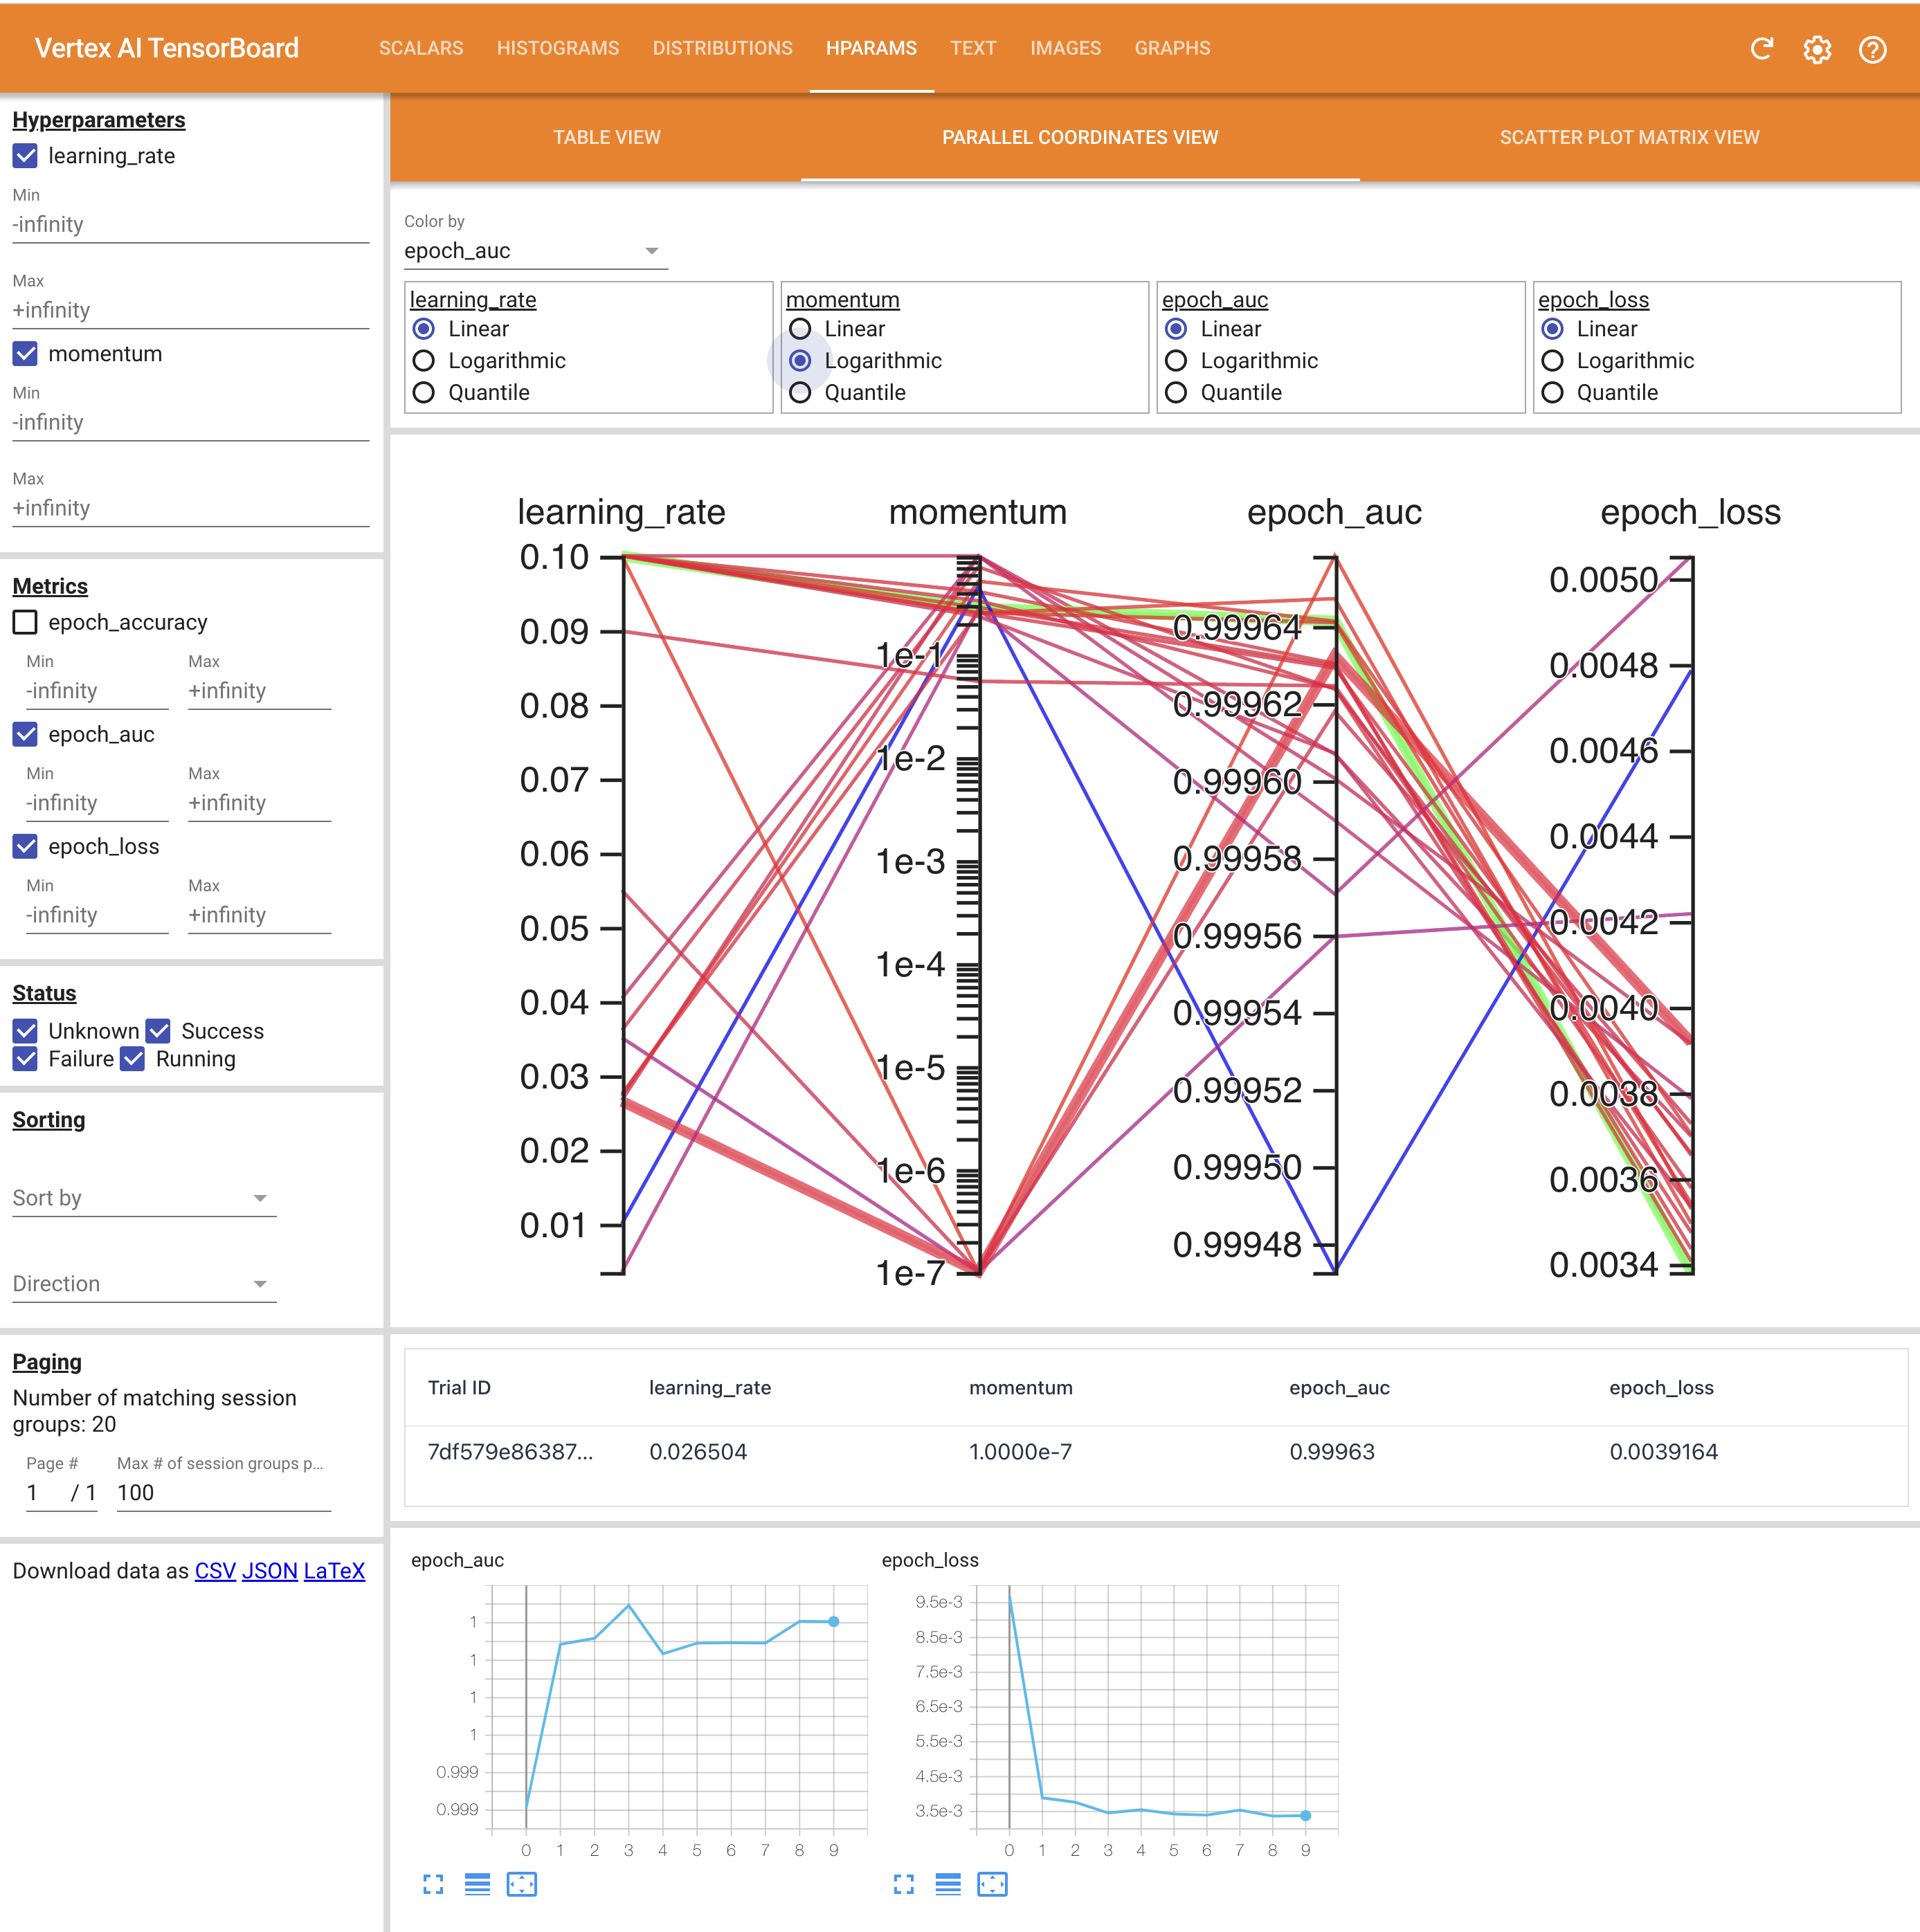 Vertex AI TensorBoard SCALARS HISTOGRAMS DISTRIBUTIONS HPARAMS TEXT IMAGES GRAPHS
Hyperparameters
learning_rate
Min
-infinity
Max
+infinity
momentum
Min
-infinity
Max
+infinity
Metrics
epoch_accuracy
Min Max
-infinity +infinity
epoch_auc
Min Max
-infinity +infinity
epoch_loss
Min Max
-infinity +infinity
Status
Unknown Success
Failure Running
Sorting
Sort by
Direction
Paging
Number of matching session
groups: 20
Page # Max # of session groups p...
1 / 1 100
Download data as CSV JSON LaTeX
TABLE VIEW PARALLEL COORDINATES VIEW SCATTER PLOT MATRIX VIEW
Color by
epoch_auc
learning_rate
Linear
Logarithmic
Quantile
momentum
Linear
Logarithmic
Quantile
epoch_auc
Linear
Logarithmic
Quantile
epoch_loss
Linear
Logarithmic
Quantile
learning_rate
0.10
0.09
0.08
0.07
0.06
0.05
0.04
0.03
0.02
0.01
momentum
1e-1
1e-2
1e-3
1e-4
1e-5
1e-6
1e-7
epoch_auc
0.99964
0.99962
0.99960
0.99958
0.99956
0.99954
0.99952
0.99950
0.99948
epoch_loss
0.0050
0.0048
0.0046
0.0044
0.0042
0.0040
0.0038
0.0036
0.0034
Trial ID learning_rate momentum epoch_auc epoch_loss
7df579e86387... 0.026504 1.0000e-7 0.99963 0.0039164
epoch_auc
1
1
1
1
0.999
0.999
0 1 2 3 4 5 6 7 8 9
epoch_loss
9.5e-3
8.5e-3
7.5e-3
6.5e-3
5.5e-3
4.5e-3
3.5e-3
0 1 2 3 4 5 6 7 8 9